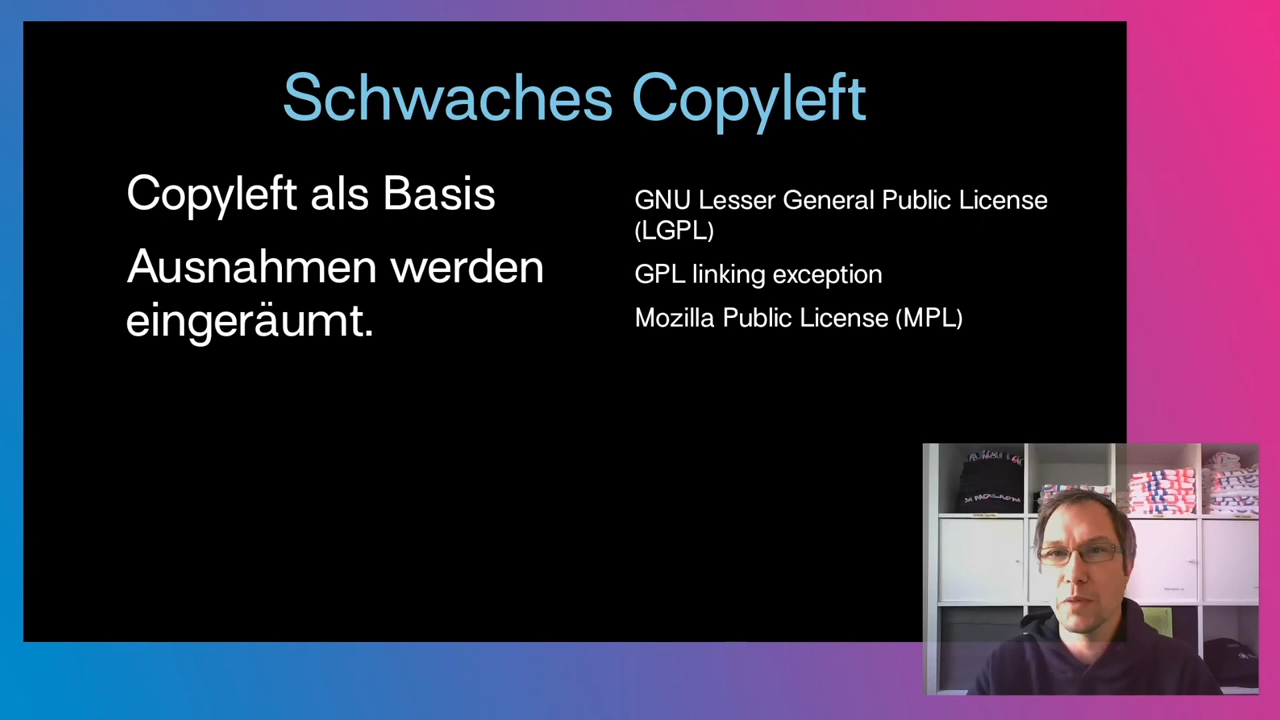 Schwaches Copyleft
Copyleft als Basis
Ausnahmen werden
eingeräumt.
GNU Lesser General Public License
(LGPL)
GPL linking exception
Mozilla Public License (MPL)